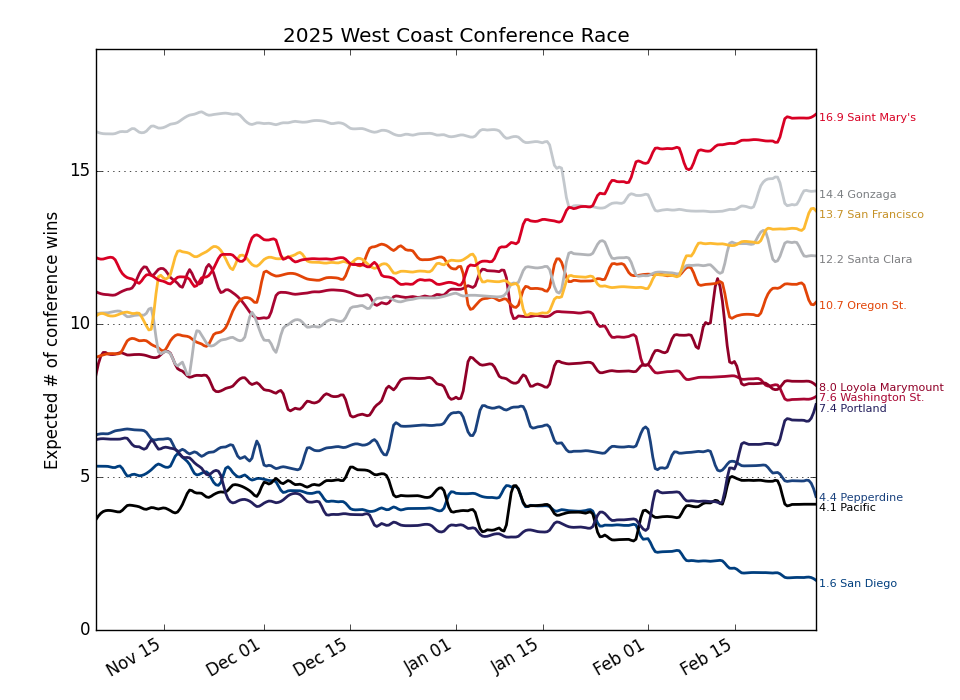 2025 West Coast Conference Race
Expected # of conference wins
15
10
5
0
Nov 15
Dec 01
Dec 15
Jan 01
Jan 15
Feb 01
Feb 15
16.9 Saint Mary's
14.4 Gonzaga
13.7 San Francisco
12.2 Santa Clara
10.7 Oregon St.
8.0 Loyola Marymount
7.6 Washington St.
7.4 Portland
4.4 Pepperdine
4.1 Pacific
1.6 San Diego